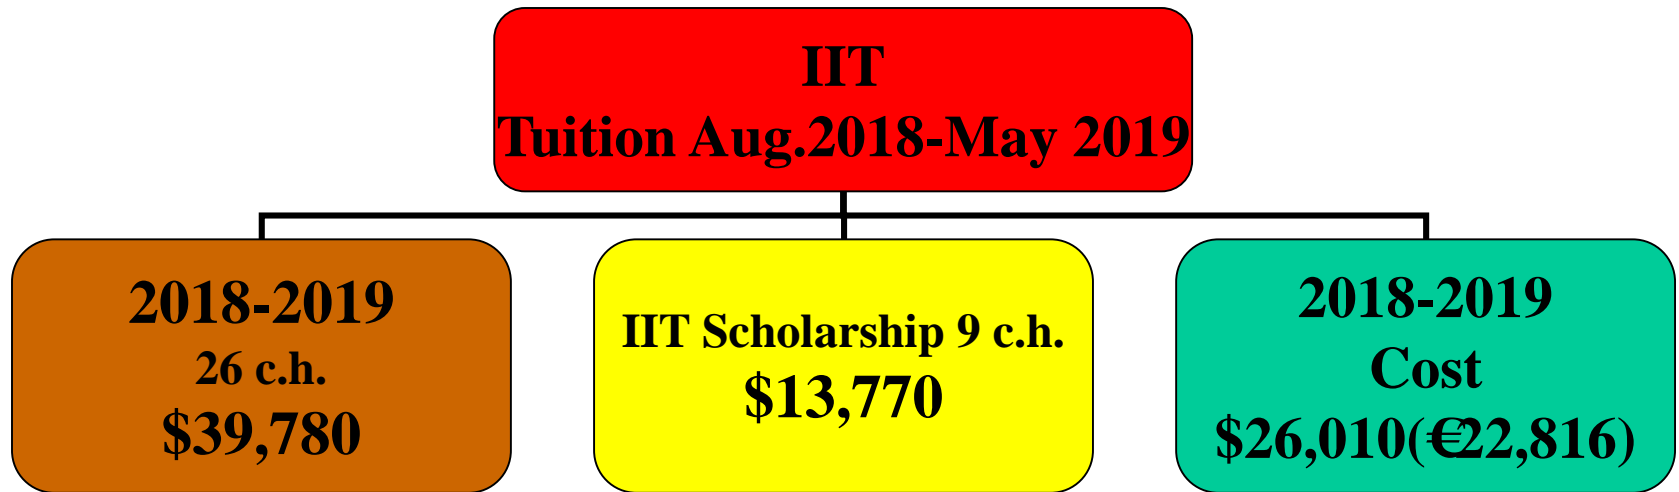 IIT
Tuition Aug.2018-May 2019
2018-2019
26 c.h.
$39,780
IIT Scholarship 9 c.h.
$13,770
2018-2019
Cost
$26,010(€22,816)